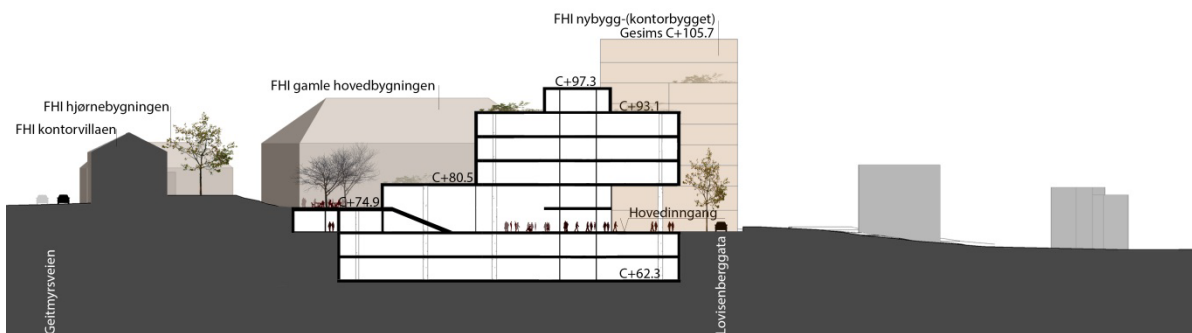 FHI nybygg-(kontorbygget)
Gesims C+105.7
C+97.3
FHI gamle hovedbygningen
C+93.1
FHI hjørnebygningen
FHI kontorvillaen
C+80.5
C+74.9
Hovedinngang
C+62.3
Geitmyrsveien
Lovisenberggata